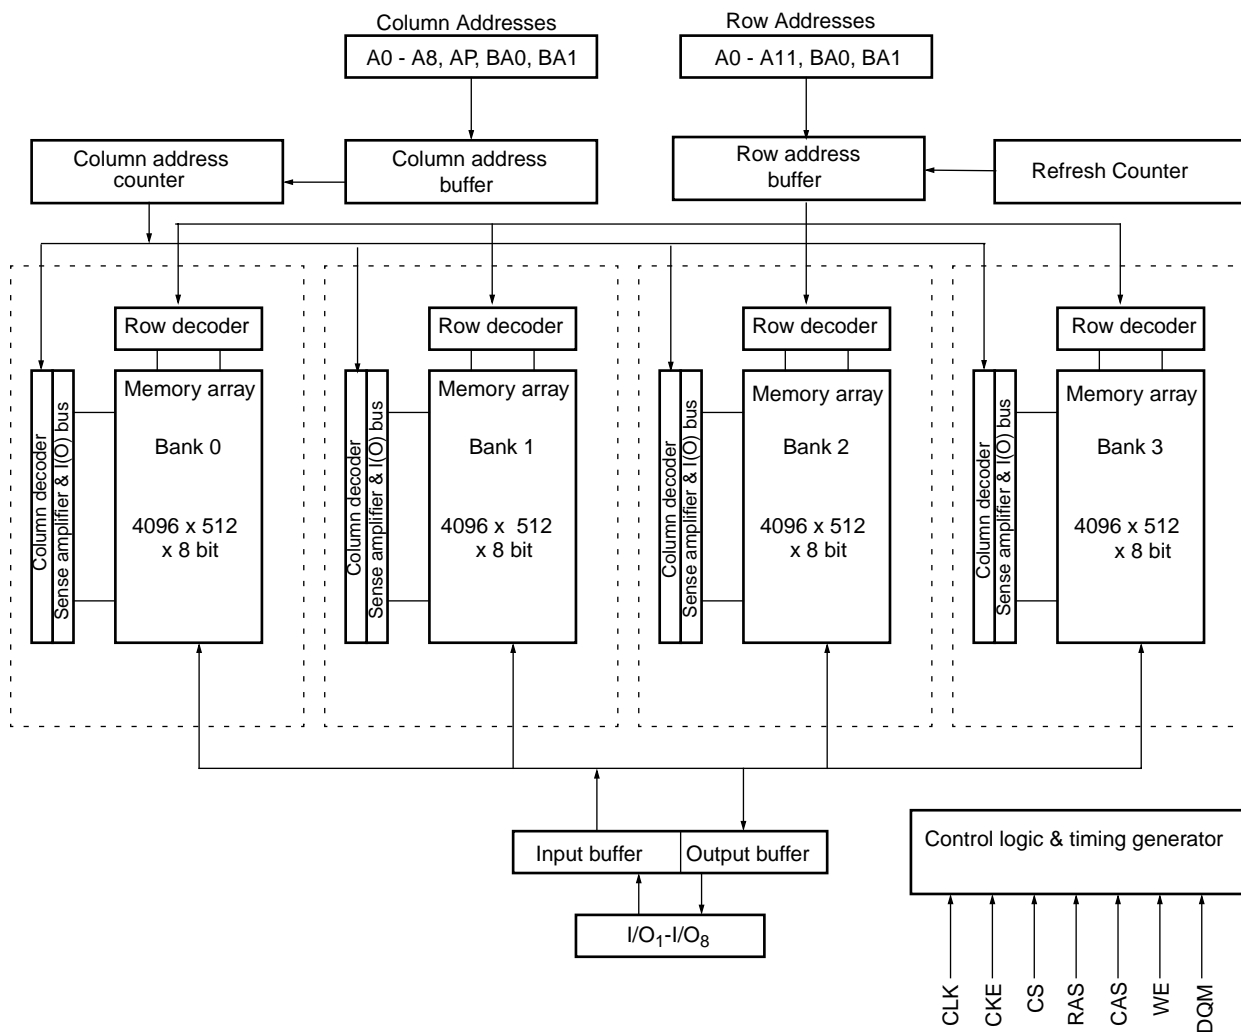 Column Addresses
Row Addresses
A0 - A8, AP, BA0, BA1
A0 - A11, BA0, BA1
Column address
counter
Column address
buffer
Row address
buffer
Refresh Counter
Row decoder
Row decoder
Row decoder
Row decoder
Column decoder
Sense amplifier & I(O) bus
Memory array
Bank 0
4096 x 512
x 8 bit
Column decoder
Sense amplifier & I(O) bus
Memory array
Bank 1
4096 x 512
x 8 bit
Column decoder
Sense amplifier & I(O) bus
Memory array
Bank 2
4096 x 512
x 8 bit
Column decoder
Sense amplifier & I(O) bus
Memory array
Bank 3
4096 x 512
x 8 bit
Input buffer
Output buffer
I/O₁-I/O₈
Control logic & timing generator
CLK
CKE
CS
RAS
CAS
WE
DQM